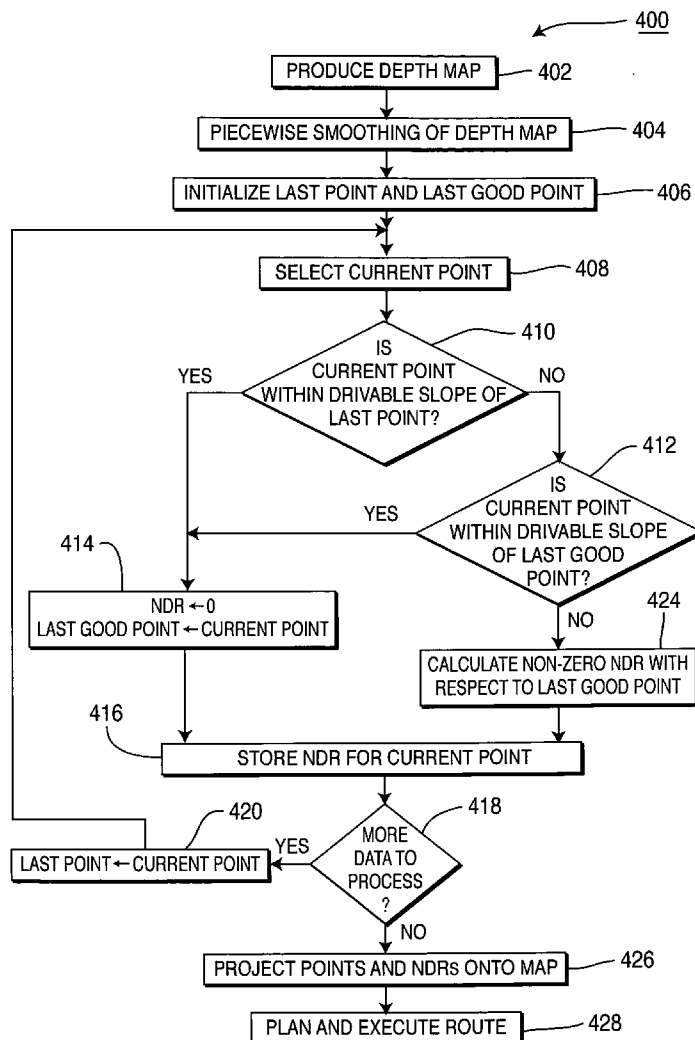 400
PRODUCE DEPTH MAP
402
PIECEWISE SMOOTHING OF DEPTH MAP
404
INITIALIZE LAST POINT AND LAST GOOD POINT
406
SELECT CURRENT POINT
408
410
IS
CURRENT POINT
WITHIN DRIVABLE SLOPE OF
LAST POINT?
YES
NO
412
IS
CURRENT POINT
WITHIN DRIVABLE SLOPE
OF LAST GOOD
POINT?
YES
NO
414
NDR ← 0
LAST GOOD POINT ← CURRENT POINT
424
CALCULATE NON-ZERO NDR WITH
RESPECT TO LAST GOOD POINT
416
STORE NDR FOR CURRENT POINT
418
MORE
DATA TO
PROCESS
?
YES
420
LAST POINT ← CURRENT POINT
NO
PROJECT POINTS AND NDRs ONTO MAP
426
PLAN AND EXECUTE ROUTE
428